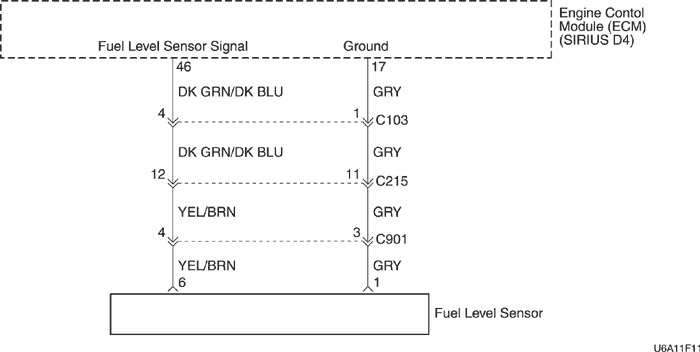 Engine Contol
Module (ECM)
(SIRIUS D4)
Fuel Level Sensor Signal Ground
46 17
DK GRN/DK BLU GRY
4 1 C103
DK GRN/DK BLU GRY
12 11 C215
YEL/BRN GRY
4 3 C901
YEL/BRN GRY
6 1
Fuel Level Sensor
U6A11F11